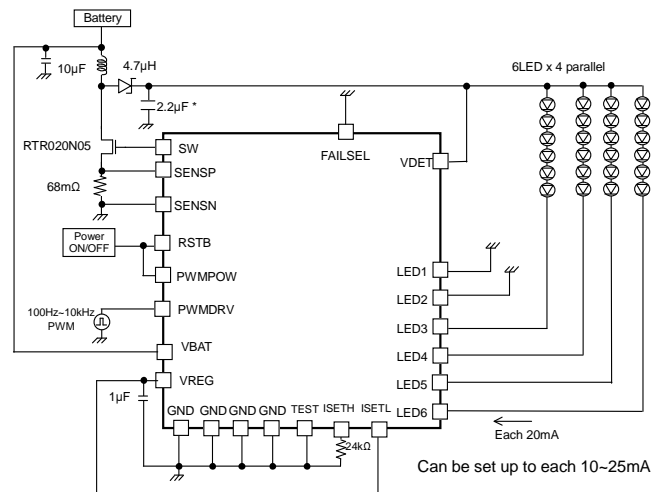 Battery
10µF
4.7µH
2.2µF *
6LED x 4 parallel
RTR020N05
SW
FAILSEL
VDET
SENSP
68mΩ
SENSN
Power
ON/OFF
RSTB
PWMPOW
LED1
LED2
100Hz~10kHz
PWM
PWMDRV
LED3
VBAT
LED4
VREG
LED5
1µF
GND GND GND GND TEST ISETH ISETL
LED6
24kΩ
Each 20mA
Can be set up to each 10~25mA